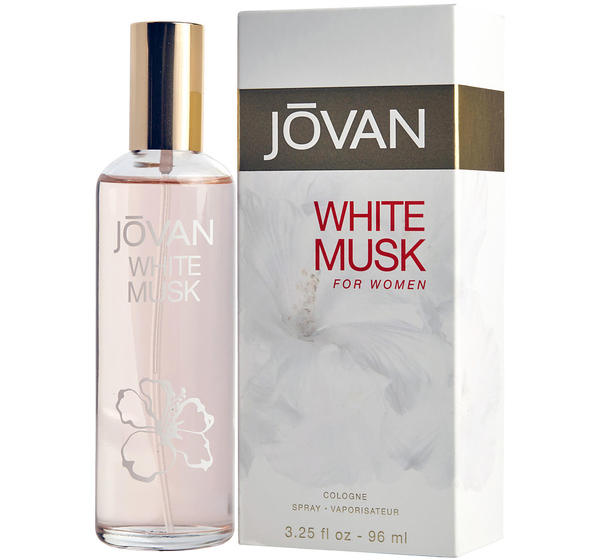 JŌVAN
WHITE
MUSK
JŌVAN
WHITE
MUSK
FOR WOMEN
COLOGNE
SPRAY • VAPORISATEUR
3.25 fl oz - 96 ml